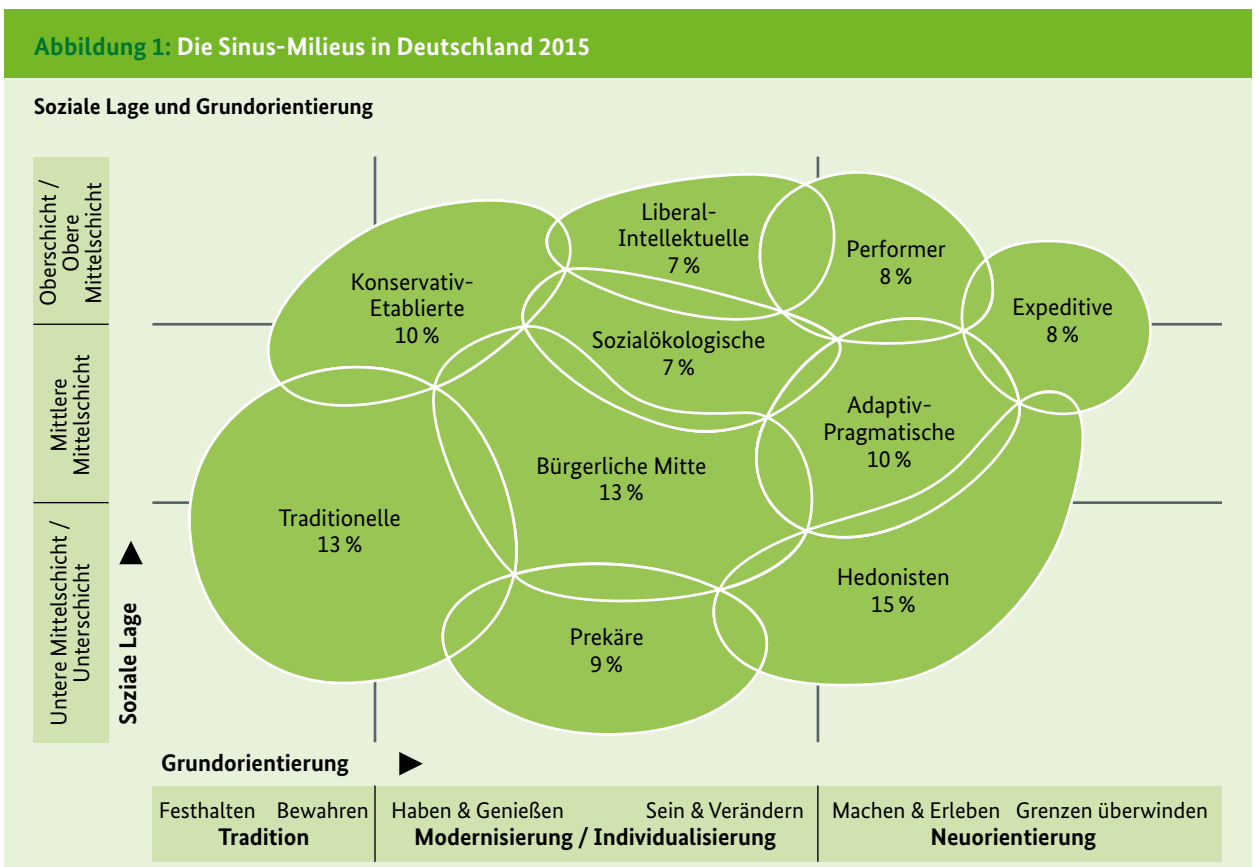 Abbildung 1: Die Sinus-Milieus in Deutschland 2015
Soziale Lage und Grundorientierung
Oberschicht /
Obere
Mittelschicht
Mittlere
Mittelschicht
Untere Mittelschicht /
Unterschicht
Soziale Lage
Konservativ-
Etablierte
10 %
Liberal-
Intellektuelle
7 %
Performer
8 %
Expeditive
8 %
Sozialökologische
7 %
Adaptiv-
Pragmatische
10 %
Bürgerliche Mitte
13 %
Traditionelle
13 %
Hedonisten
15 %
Prekäre
9 %
Grundorientierung
Festhalten Bewahren
Tradition
Haben & Genießen Sein & Verändern
Modernisierung / Individualisierung
Machen & Erleben Grenzen überwinden
Neuorientierung